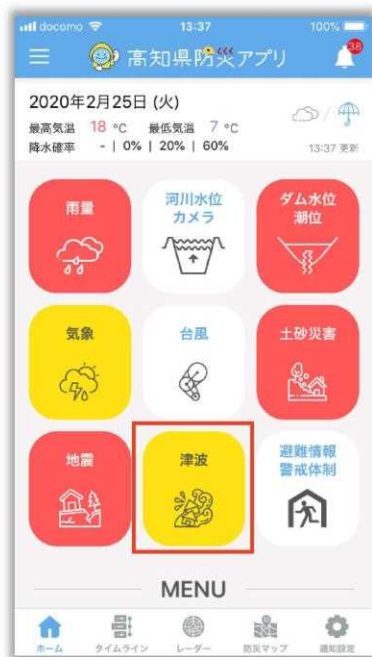 docomo 13:37 100%
高知県防災アプリ 38
2020年2月25日 (火)
最高気温 18 °C 最低気温 7 °C
降水確率 - | 0% | 20% | 60% 13:37 更新
雨量
河川水位
カメラ
ダム水位
潮位
気象
台風
土砂災害
地震
津波
避難情報
警戒体制
MENU
ホーム タイムライン レーダー 防災マップ 通知設定